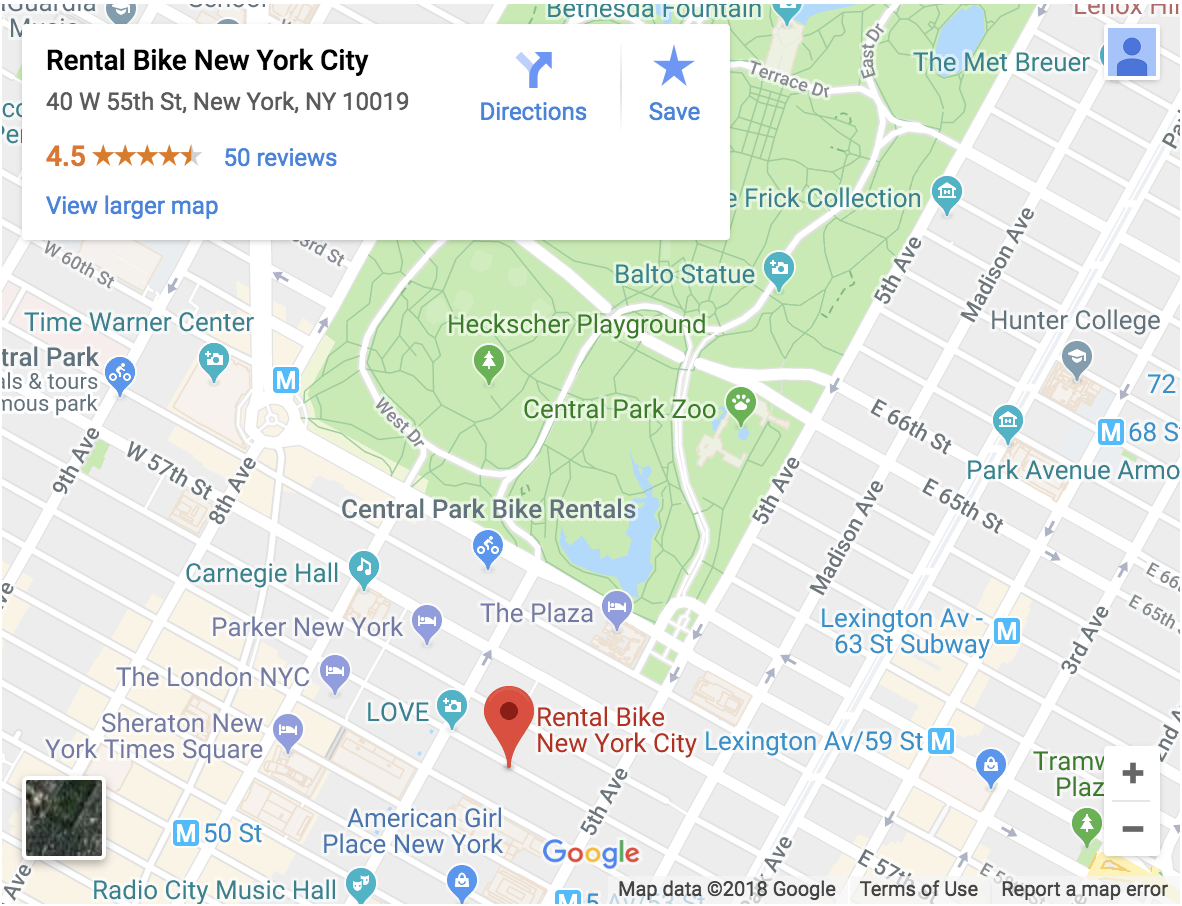 Bethesda Fountain
School
Rental Bike New York City
40 W 55th St, New York, NY 10019
4.5
50 reviews
View larger map
Directions
Save
Terrace Dr
East Dr
The Met Breuer
Frick Collection
5th Ave
Madison Ave
W 60th St
Balto Statue
Time Warner Center
Heckscher Playground
Hunter College
M
tral Park
als & tours
mous park
72
Central Park Zoo
West Dr
E 66th St
M 68 S
Park Avenue Armo
9th Ave
W 57th St
8th Ave
5th Ave
Madison Ave
E 65th St
Central Park Bike Rentals
Carnegie Hall
The Plaza
Parker New York
Lexington Av -
63 St Subway M
E 66
E 65th
3rd Ave
The London NYC
LOVE
Rental Bike
New York City
Sheraton New
York Times Square
Lexington Av/59 St M
Tramw
Plaz
+
−
5th Ave
American Girl
Place New York
M 50 St
Google
E 57th
Radio City Music Hall
Map data ©2018 Google
Terms of Use
Report a map error